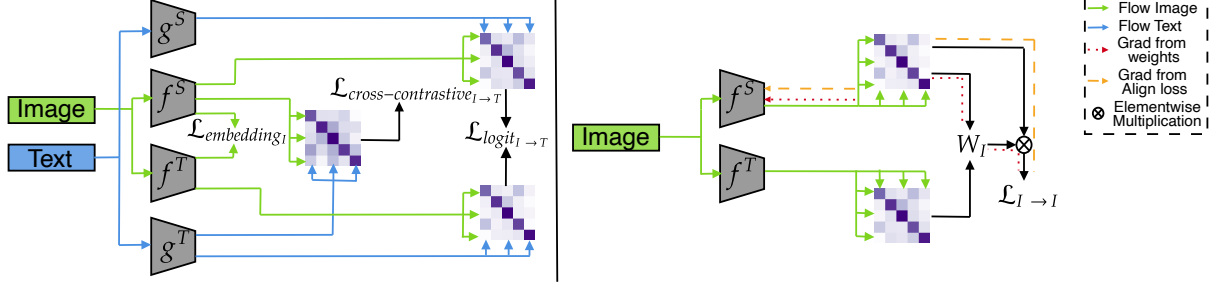 g^S
f^S
Image
Text
f^T
g^T
𝔏_embedding_I
𝔏_cross−contrastive_I→T
𝔏_logit_I→T
Image
f^S
f^T
W_I
𝔏_I→I
Flow Image
Flow Text
Grad from
weights
Grad from
Align loss
Elementwise
Multiplication